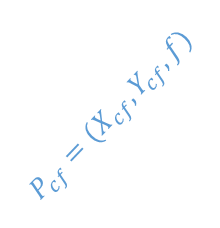 P_cf = (X_cf, Y_cf, f)